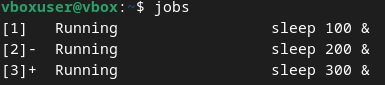 vboxuser@vbox:~$ jobs
[1]   Running                 sleep 100 &
[2]-  Running                 sleep 200 &
[3]+  Running                 sleep 300 &